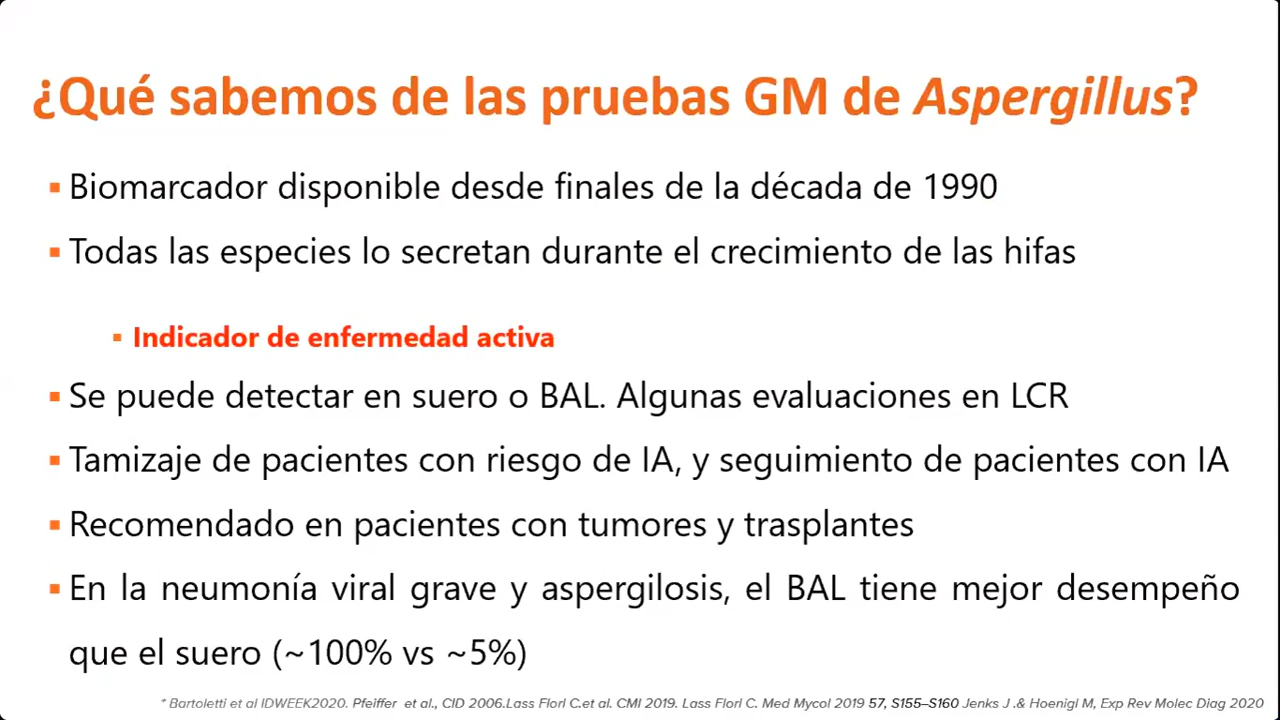 ¿Qué sabemos de las pruebas GM de Aspergillus?
▪ Biomarcador disponible desde finales de la década de 1990
▪ Todas las especies lo secretan durante el crecimiento de las hifas
▪ Indicador de enfermedad activa
▪ Se puede detectar en suero o BAL. Algunas evaluaciones en LCR
▪ Tamizaje de pacientes con riesgo de IA, y seguimiento de pacientes con IA
▪ Recomendado en pacientes con tumores y trasplantes
▪ En la neumonía viral grave y aspergilosis, el BAL tiene mejor desempeño
que el suero (~100% vs ~5%)
* Bartoletti et al IDWEEK2020. Pfeiffer et al., CID 2006.Lass Florl C.et al. CMI 2019. Lass Florl C. Med Mycol 2019 57, S155–S160 Jenks J .& Hoenigl M, Exp Rev Molec Diag 2020